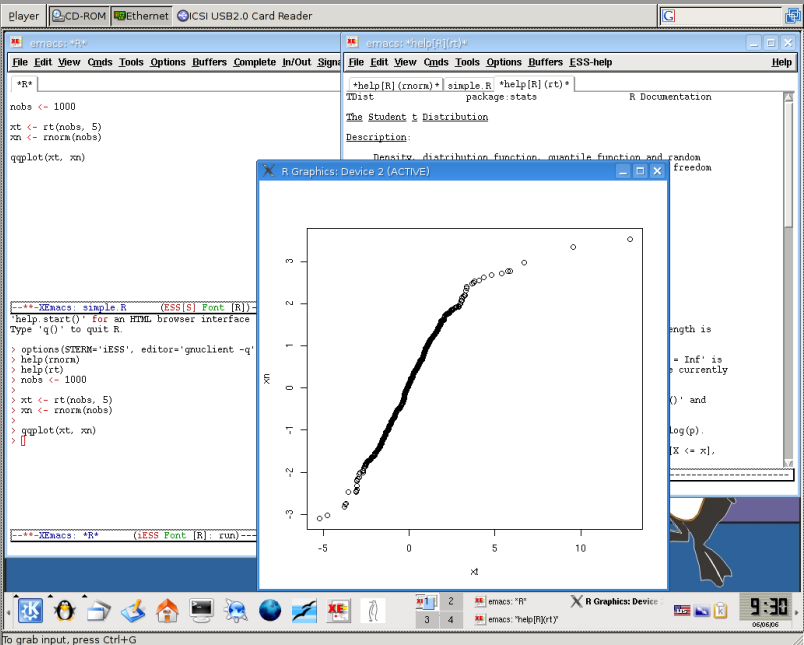 Player CD-ROM Ethernet ICSI USB2.0 Card Reader
emacs: *R*
File Edit View Cmds Tools Options Buffers Complete In/Out
*R*
nobs <- 1000
xt <- rt(nobs, 5)
xn <- rnorm(nobs)
qqplot(xt, xn)
--**-XEmacs: simple.R (ESS[S] Font [R])-
'help.start()' for an HTML browser interface
Type 'q()' to quit R.
> options(STERM='iESS', editor='gnuclient -q'
> help(rnorm)
> help(rt)
> nobs <- 1000
>
> xt <- rt(nobs, 5)
> xn <- rnorm(nobs)
>
> qqplot(xt, xn)
>
--**-XEmacs: *R* (iESS Font [R]: run)---
emacs: *help[R](rt)*
File Edit View Cmds Tools Options Buffers ESS-help Help
*help[R](rnorm)* simple.R *help[R](rt)*
TDist package:stats R Documentation
The Student t Distribution
Description:
Density, distribution function, quantile function and random
freedom
ength is
= Inf' is
currently
()' and
log(p).
[X <= x],
R Graphics: Device 2 (ACTIVE)
3
2
1
0
-1
-2
-3
xn
-5 0 5 10
xt
XE
1 2
3 4
emacs: *R*
emacs: *help[R](rt)*
R Graphics: Device
9:30
06/06/06
To grab input, press Ctrl+G